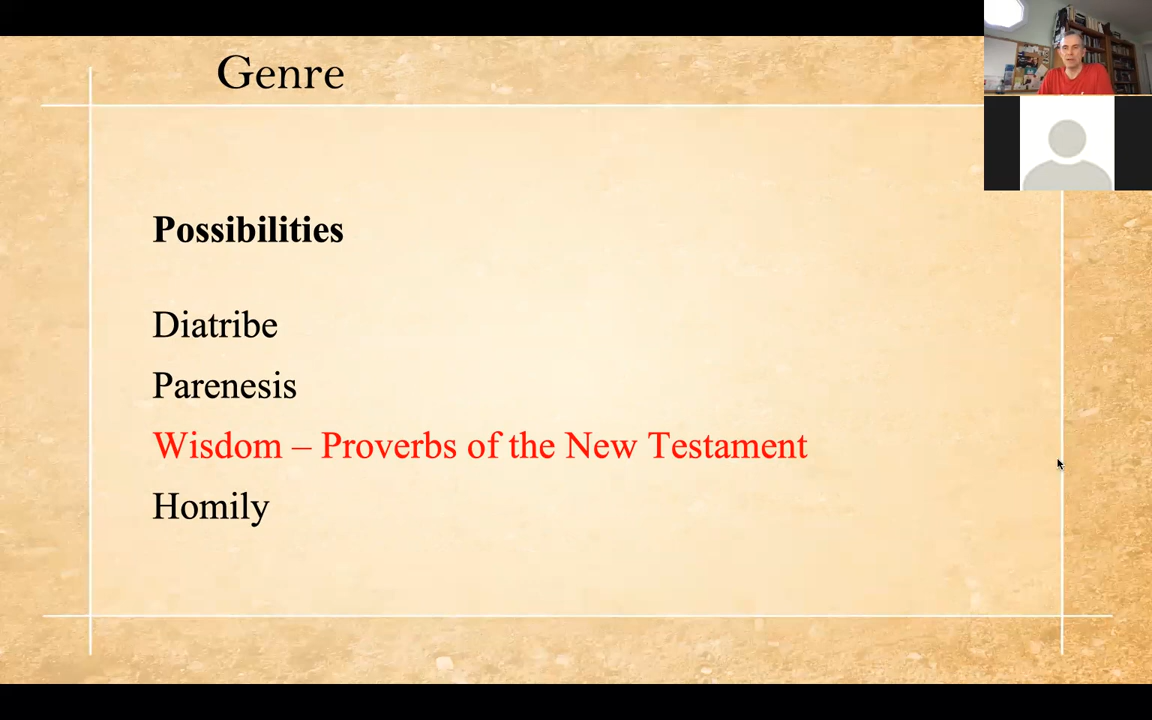 Genre
Possibilities
Diatribe
Parenesis
Wisdom – Proverbs of the New Testament
Homily